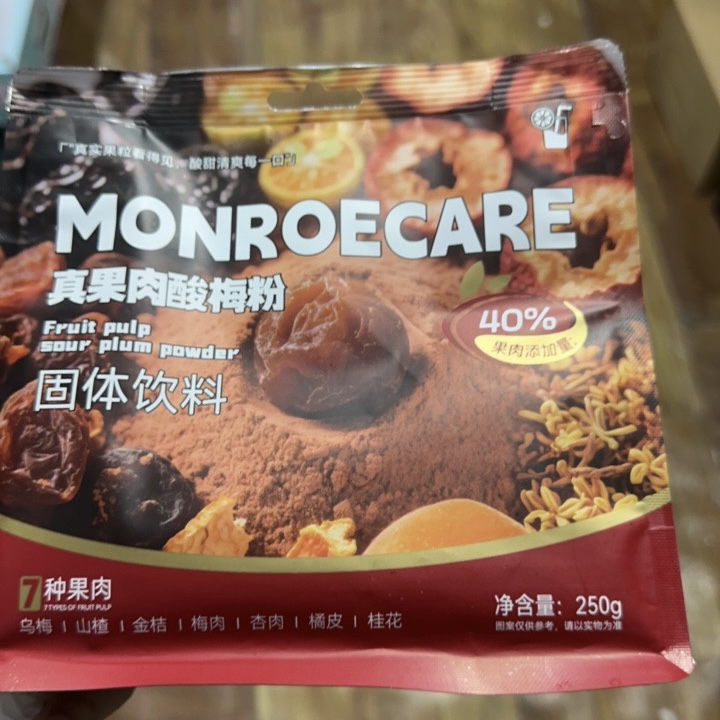 「"真实果粒看得见、酸甜清爽每一口"」
MONROECARE
真果肉酸梅粉
Fruit pulp
sour plum powder
40%
果肉添加量:
固体饮料
7种果肉
7 TYPES OF FRUIT PULP
乌梅 | 山楂 | 金桔 | 梅肉 | 杏肉 | 橘皮 | 桂花
净含量：250g
图案仅供参考，请以实物为准